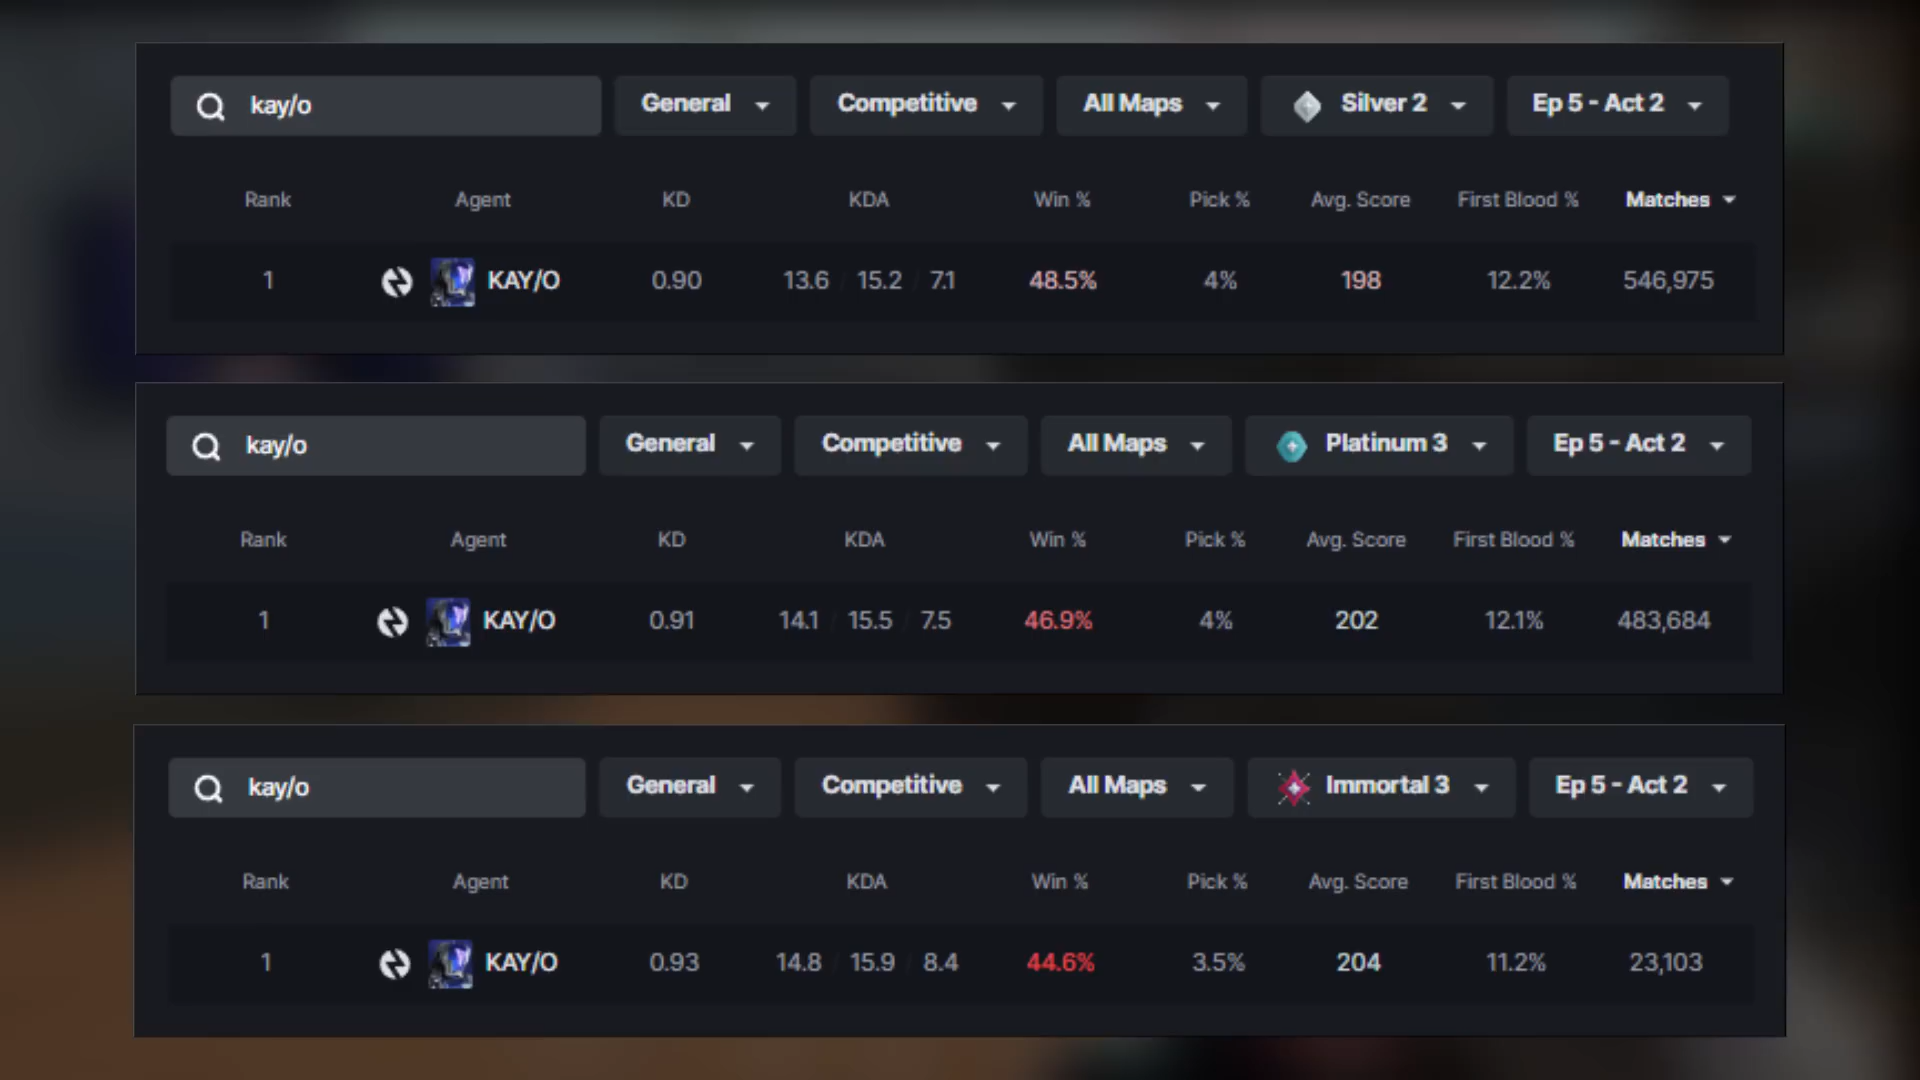 kay/o General Competitive All Maps Silver 2 Ep 5 - Act 2
Rank Agent KD KDA Win % Pick % Avg. Score First Blood % Matches
1 KAY/O 0.90 13.6 / 15.2 / 7.1 48.5% 4% 198 12.2% 546,975
kay/o General Competitive All Maps Platinum 3 Ep 5 - Act 2
Rank Agent KD KDA Win % Pick % Avg. Score First Blood % Matches
1 KAY/O 0.91 14.1 / 15.5 / 7.5 46.9% 4% 202 12.1% 483,684
kay/o General Competitive All Maps Immortal 3 Ep 5 - Act 2
Rank Agent KD KDA Win % Pick % Avg. Score First Blood % Matches
1 KAY/O 0.93 14.8 / 15.9 / 8.4 44.6% 3.5% 204 11.2% 23,103